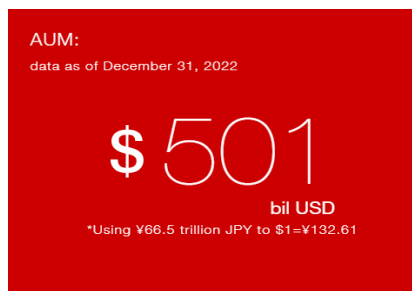 AUM:
data as of December 31, 2022
$ 501
bil USD
*Using ¥66.5 trillion JPY to $1=¥132.61